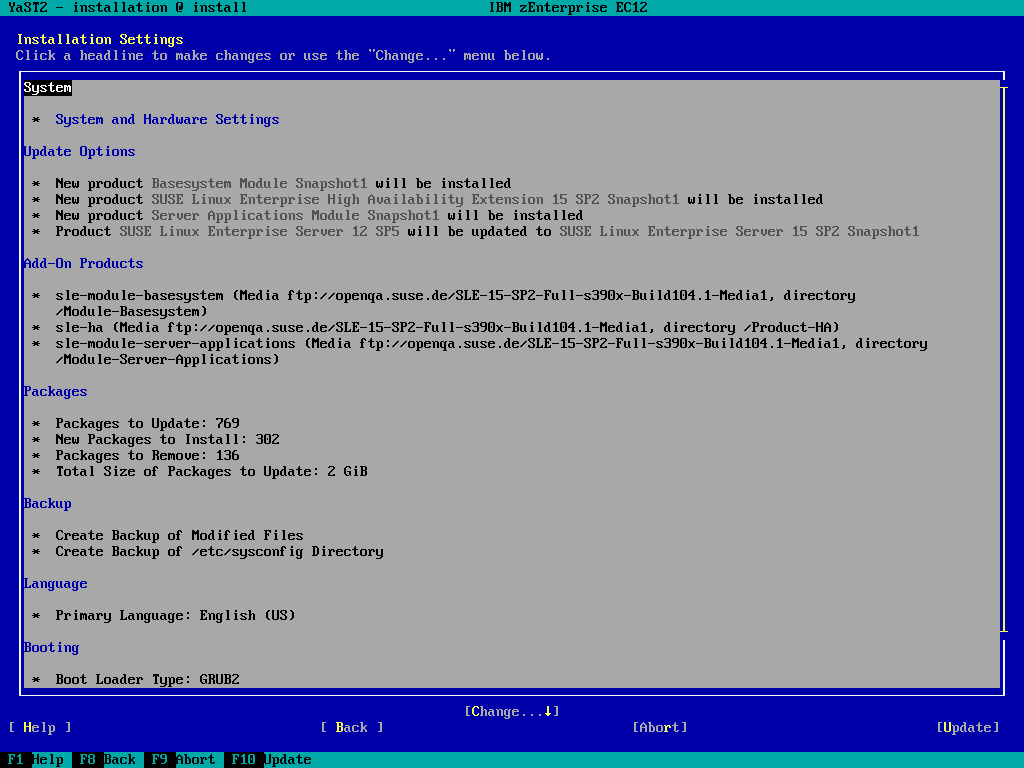 YaST2 - installation @ install IBM zEnterprise EC12
Installation Settings
Click a headline to make changes or use the "Change..." menu below.
System
* System and Hardware Settings
Update Options
* New product Basesystem Module Snapshot1 will be installed
* New product SUSE Linux Enterprise High Availability Extension 15 SP2 Snapshot1 will be installed
* New product Server Applications Module Snapshot1 will be installed
* Product SUSE Linux Enterprise Server 12 SP5 will be updated to SUSE Linux Enterprise Server 15 SP2 Snapshot1
Add-On Products
* sle-module-basesystem (Media ftp://openqa.suse.de/SLE-15-SP2-Full-s390x-Build104.1-Media1, directory
/Module-Basesystem)
* sle-ha (Media ftp://openqa.suse.de/SLE-15-SP2-Full-s390x-Build104.1-Media1, directory /Product-HA)
* sle-module-server-applications (Media ftp://openqa.suse.de/SLE-15-SP2-Full-s390x-Build104.1-Media1, directory
/Module-Server-Applications)
Packages
* Packages to Update: 769
* New Packages to Install: 302
* Packages to Remove: 136
* Total Size of Packages to Update: 2 GiB
Backup
* Create Backup of Modified Files
* Create Backup of /etc/sysconfig Directory
Language
* Primary Language: English (US)
Booting
* Boot Loader Type: GRUB2
[Change...↓]
[ Help ] [ Back ] [Abort] [Update]
F1 Help F8 Back F9 Abort F10 Update